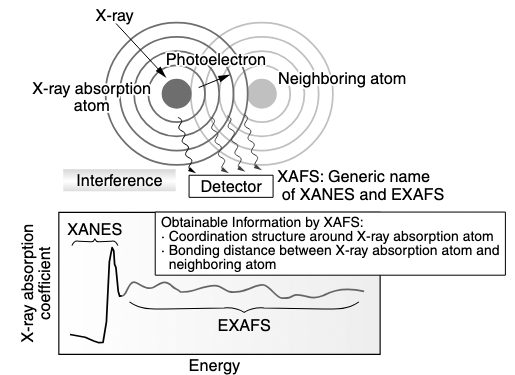 X-ray
Photoelectron
Neighboring atom
X-ray absorption
atom
Interference
Detector
XAFS: Generic name
of XANES and EXAFS
XANES
Obtainable Information by XAFS:
· Coordination structure around X-ray absorption atom
· Bonding distance between X-ray absorption atom and
neighboring atom
X-ray absorption
coefficient
EXAFS
Energy